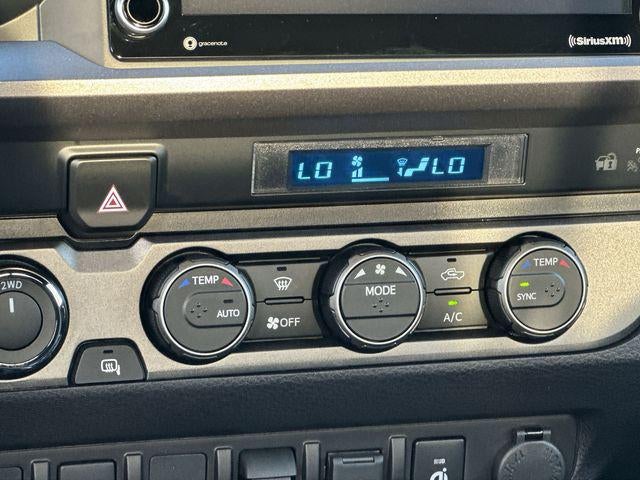 gracenote
SiriusXM
LO LO
2WD
TEMP
AUTO
OFF
MODE
A/C
TEMP
SYNC